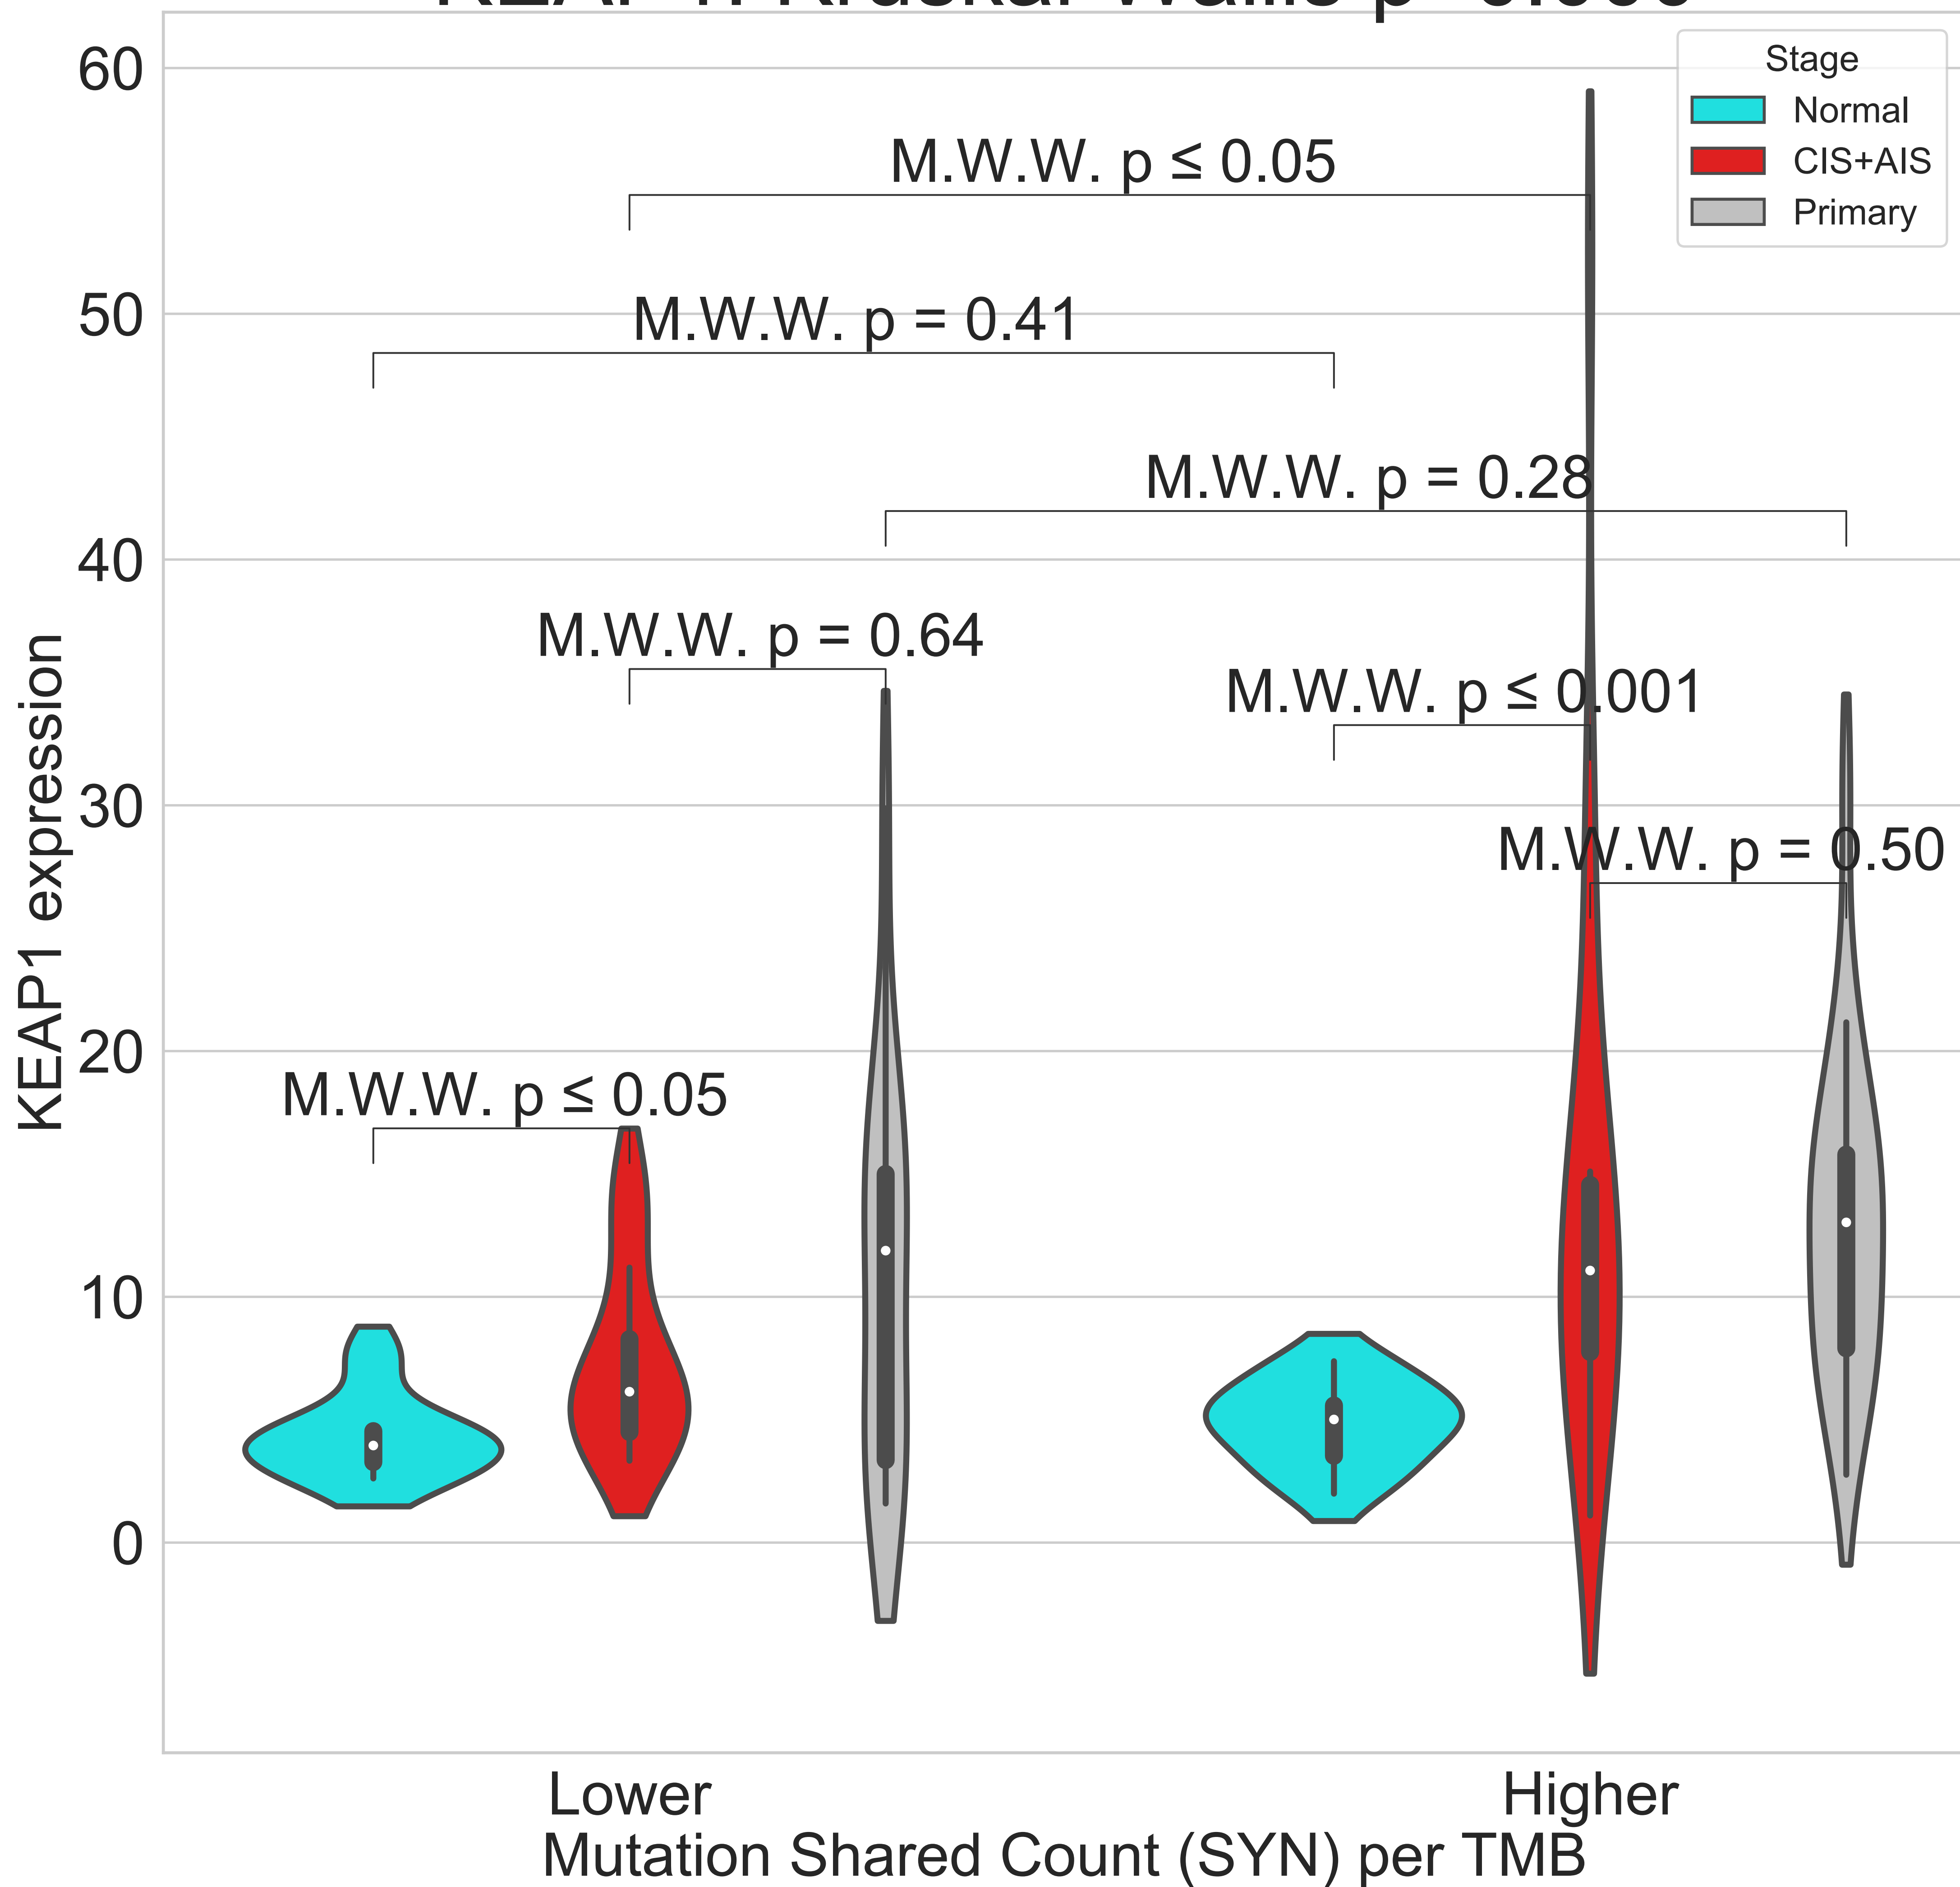 60
50
40
30
20
10
0
KEAP1 expression
Stage
Normal
CIS+AIS
Primary
M.W.W. p ≤ 0.05
M.W.W. p = 0.41
M.W.W. p = 0.28
M.W.W. p = 0.64
M.W.W. p ≤ 0.001
M.W.W. p = 0.50
M.W.W. p ≤ 0.05
Lower
Higher
Mutation Shared Count (SYN) per TMB